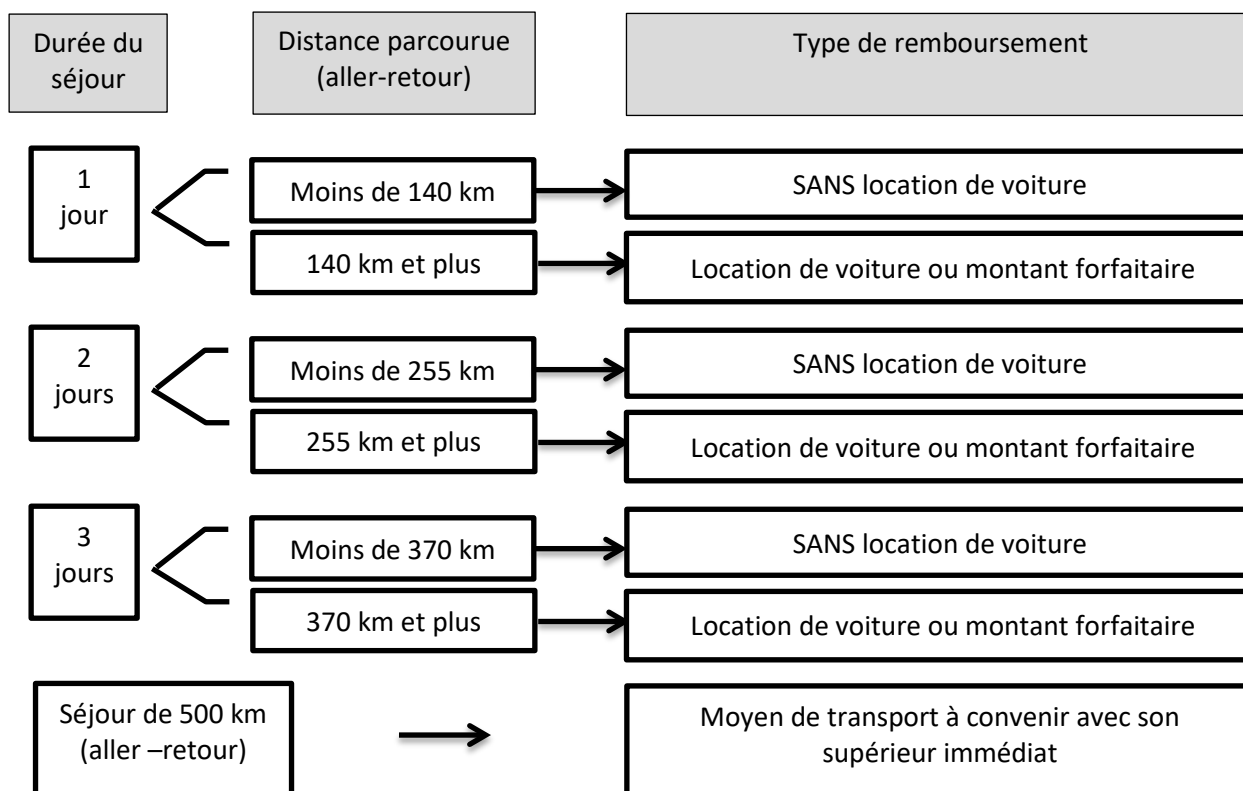 Durée du
séjour
Distance parcourue
(aller-retour)
Type de remboursement
1
jour
Moins de 140 km
SANS location de voiture
140 km et plus
Location de voiture ou montant forfaitaire
2
jours
Moins de 255 km
SANS location de voiture
255 km et plus
Location de voiture ou montant forfaitaire
3
jours
Moins de 370 km
SANS location de voiture
370 km et plus
Location de voiture ou montant forfaitaire
Séjour de 500 km
(aller –retour)
Moyen de transport à convenir avec son
supérieur immédiat